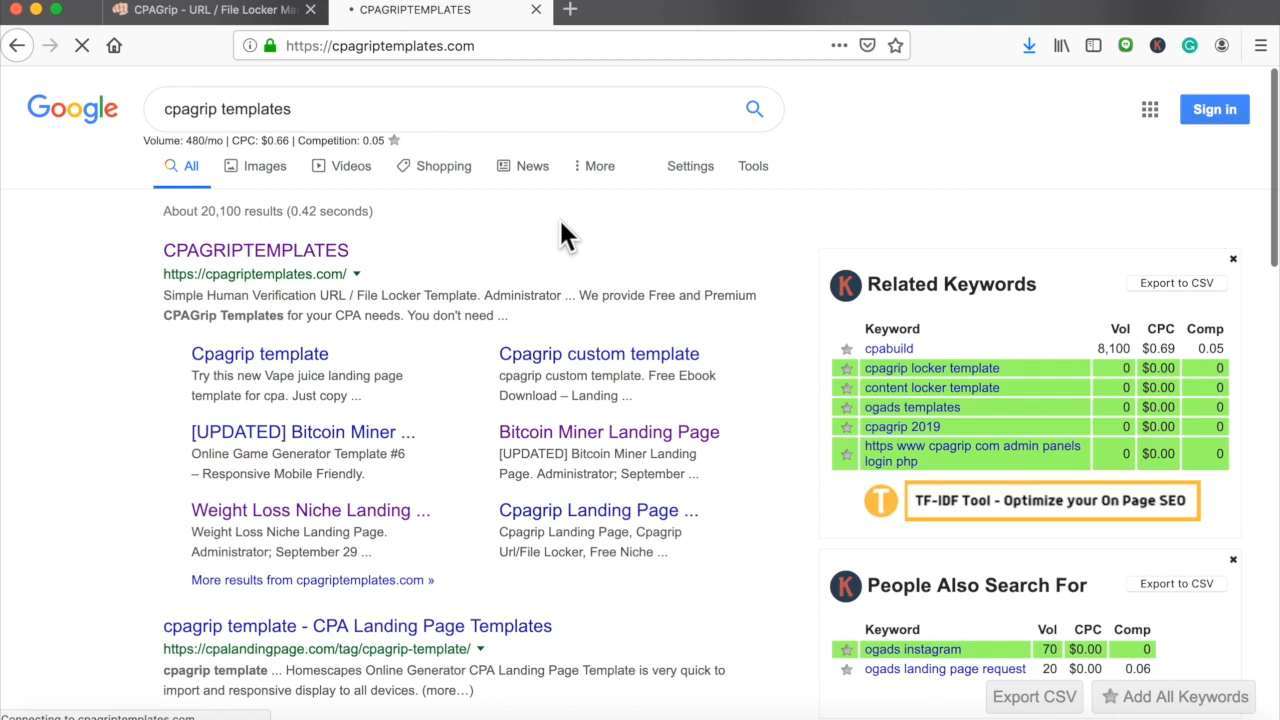 CPAGrip - URL / File Locker Ma
• CPAGRIPTEMPLATES
https://cpagriptemplates.com
Google
cpagrip templates
Sign in
Volume: 480/mo | CPC: $0.66 | Competition: 0.05
All
Images
Videos
Shopping
News
More
Settings
Tools
About 20,100 results (0.42 seconds)
CPAGRIPTEMPLATES
https://cpagriptemplates.com/
Simple Human Verification URL / File Locker Template. Administrator ... We provide Free and Premium
CPAGrip Templates for your CPA needs. You don't need ...
Cpagrip template
Try this new Vape juice landing page
template for cpa. Just copy ...
Cpagrip custom template
cpagrip custom template. Free Ebook
Download – Landing ...
[UPDATED] Bitcoin Miner ...
Online Game Generator Template #6
– Responsive Mobile Friendly.
Bitcoin Miner Landing Page
[UPDATED] Bitcoin Miner Landing
Page. Administrator; September ...
Weight Loss Niche Landing ...
Weight Loss Niche Landing Page.
Administrator; September 29 ...
Cpagrip Landing Page ...
Cpagrip Landing Page, Cpagrip
Url/File Locker, Free Niche ...
More results from cpagriptemplates.com »
cpagrip template - CPA Landing Page Templates
https://cpalandingpage.com/tag/cpagrip-template/
cpagrip template ... Homescapes Online Generator CPA Landing Page Template is very quick to
import and responsive display to all devices. (more…)
K
Related Keywords
Export to CSV
Keyword Vol CPC Comp
cpabuild 8,100 $0.69 0.05
cpagrip locker template 0 $0.00 0
content locker template 0 $0.00 0
ogads templates 0 $0.00 0
cpagrip 2019 0 $0.00 0
https www cpagrip com admin panels
login php 0 $0.00 0
T
TF-IDF Tool - Optimize your On Page SEO
K
People Also Search For
Export to CSV
Keyword Vol CPC Comp
ogads instagram 70 $0.00 0
ogads landing page request 20 $0.00 0.06
Export CSV
Add All Keywords
Connecting to cpagriptemplates.com